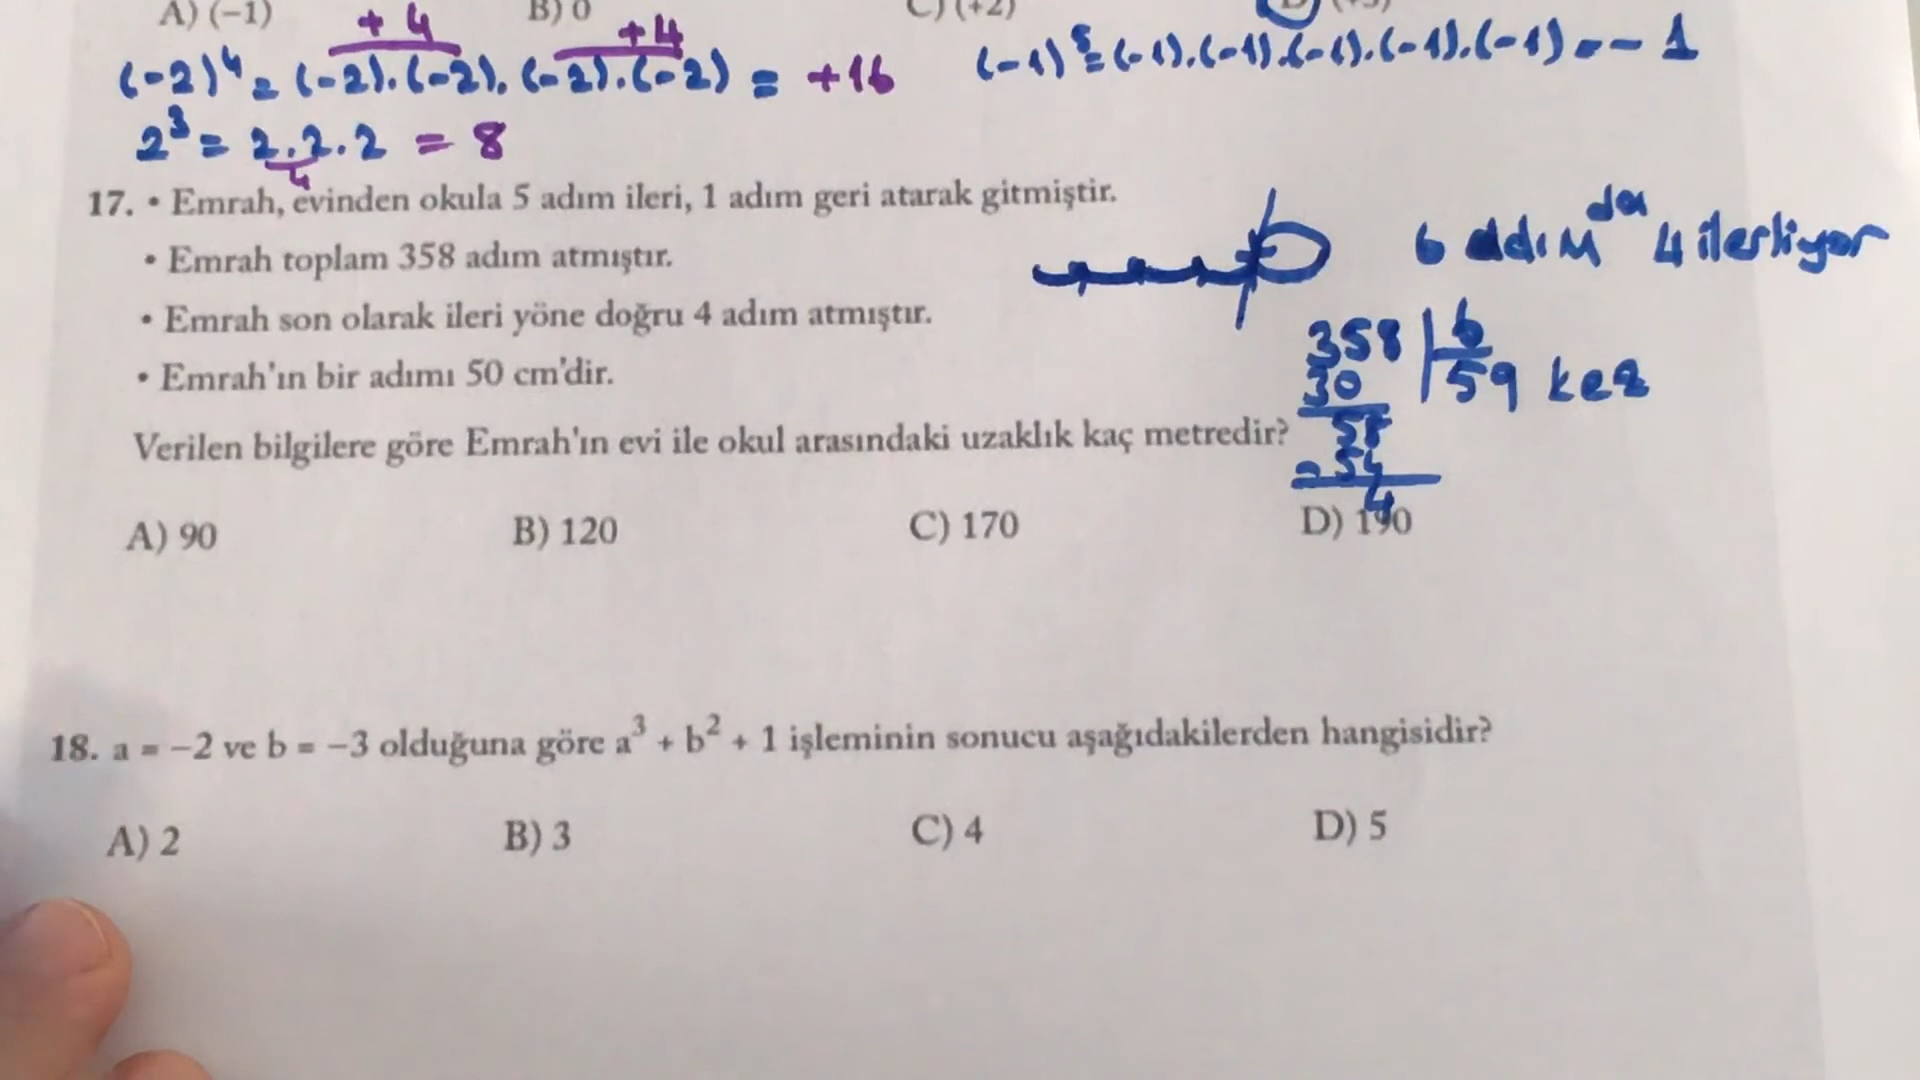 A) (-1) B) 0 C) (+2)
+4 +4
(-2)⁴ = (-2).(-2).(-2).(-2) = +16 (-1)⁵ = (-1).(-1).(-1).(-1).(-1) = -1
2³ = 2.2.2 = 8
4
17. • Emrah, evinden okula 5 adım ileri, 1 adım geri atarak gitmiştir.
6 adım da 4 ilerliyor
• Emrah toplam 358 adım atmıştır.
• Emrah son olarak ileri yöne doğru 4 adım atmıştır.
358 | 6
• Emrah'ın bir adımı 50 cm'dir.
30 59 kez
Verilen bilgilere göre Emrah'ın evi ile okul arasındaki uzaklık kaç metredir?
58
- 54
4
A) 90 B) 120 C) 170 D) 190
18. a = -2 ve b = -3 olduğuna göre a³ + b² + 1 işleminin sonucu aşağıdakilerden hangisidir?
A) 2 B) 3 C) 4 D) 5